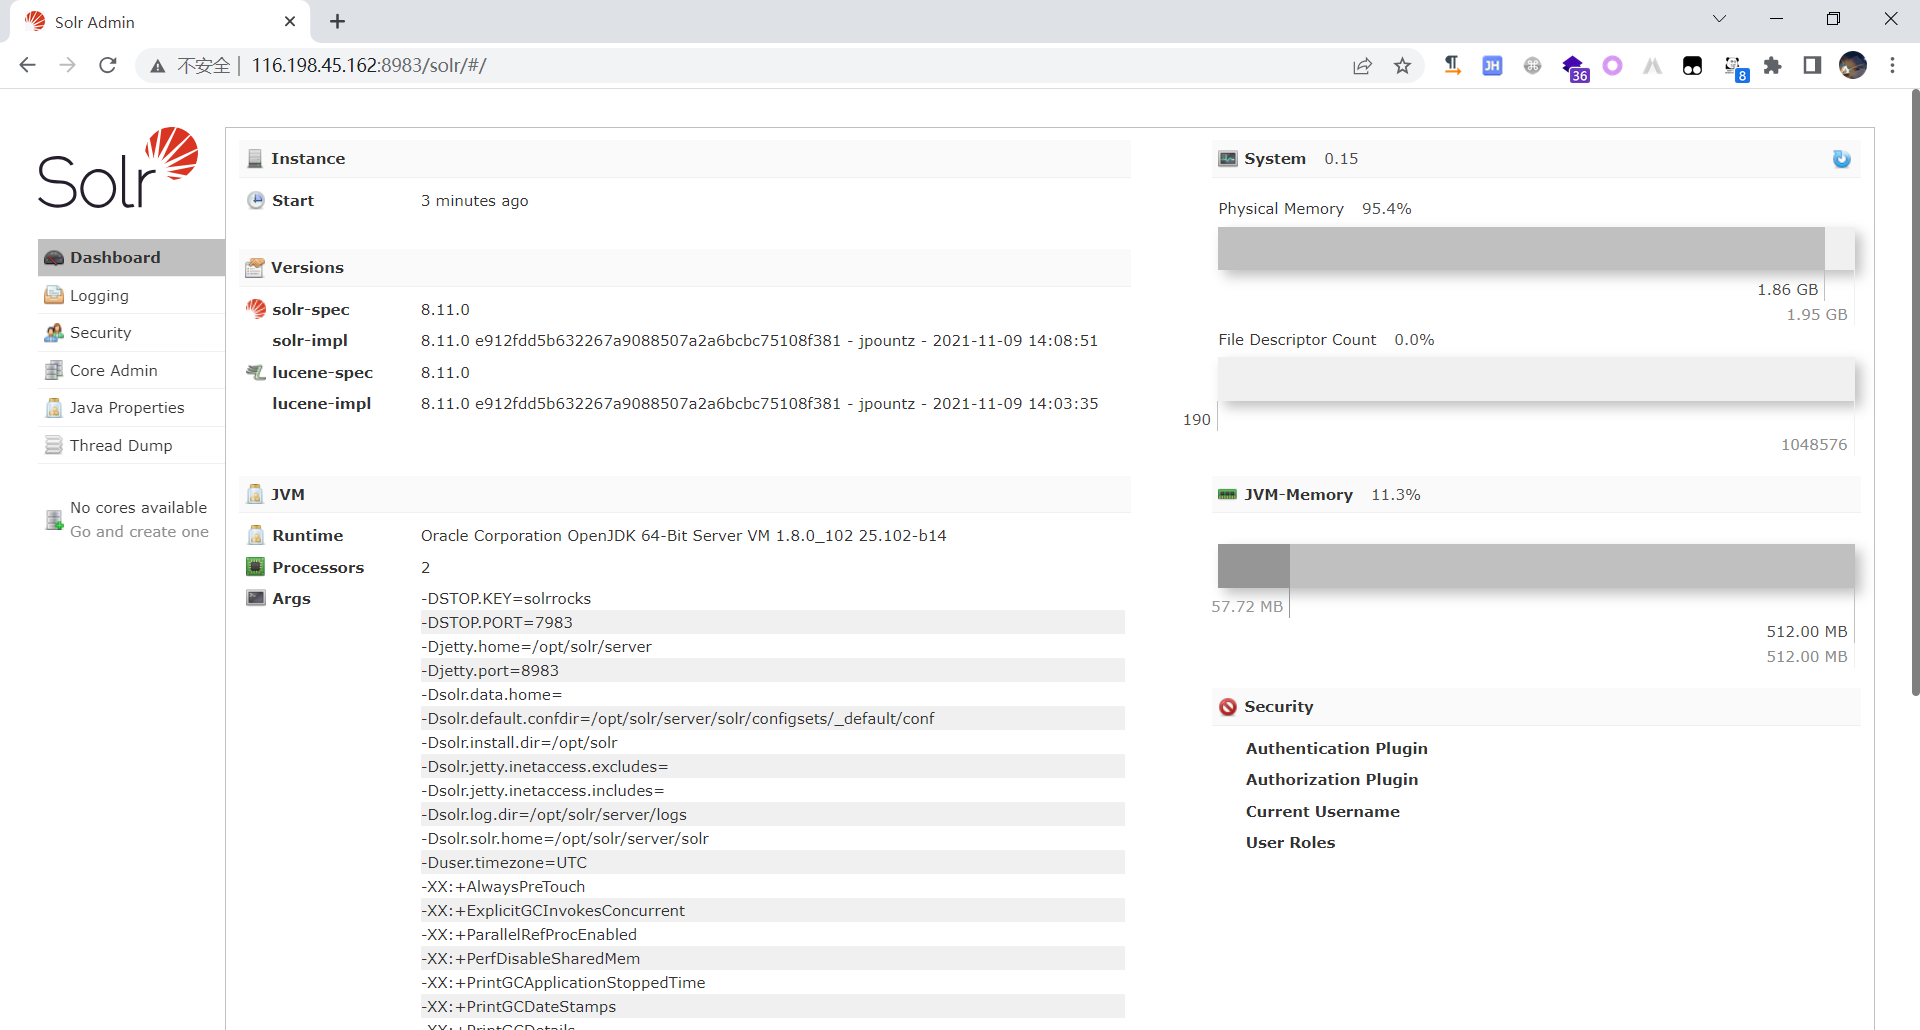 Solr Admin
不安全 | 116.198.45.162:8983/solr/#/
JH
36
8
Solr
Dashboard
Logging
Security
Core Admin
Java Properties
Thread Dump
No cores available
Go and create one
Instance
Start 3 minutes ago
Versions
solr-spec 8.11.0
solr-impl 8.11.0 e912fdd5b632267a9088507a2a6bcbc75108f381 - jpountz - 2021-11-09 14:08:51
lucene-spec 8.11.0
lucene-impl 8.11.0 e912fdd5b632267a9088507a2a6bcbc75108f381 - jpountz - 2021-11-09 14:03:35
JVM
Runtime Oracle Corporation OpenJDK 64-Bit Server VM 1.8.0_102 25.102-b14
Processors 2
Args -DSTOP.KEY=solrrocks
-DSTOP.PORT=7983
-Djetty.home=/opt/solr/server
-Djetty.port=8983
-Dsolr.data.home=
-Dsolr.default.confdir=/opt/solr/server/solr/configsets/_default/conf
-Dsolr.install.dir=/opt/solr
-Dsolr.jetty.inetaccess.excludes=
-Dsolr.jetty.inetaccess.includes=
-Dsolr.log.dir=/opt/solr/server/logs
-Dsolr.solr.home=/opt/solr/server/solr
-Duser.timezone=UTC
-XX:+AlwaysPreTouch
-XX:+ExplicitGCInvokesConcurrent
-XX:+ParallelRefProcEnabled
-XX:+PerfDisableSharedMem
-XX:+PrintGCApplicationStoppedTime
-XX:+PrintGCDateStamps
-XX:+PrintGCDetails
System 0.15
Physical Memory 95.4%
1.86 GB
1.95 GB
File Descriptor Count 0.0%
190
1048576
JVM-Memory 11.3%
57.72 MB
512.00 MB
512.00 MB
Security
Authentication Plugin
Authorization Plugin
Current Username
User Roles